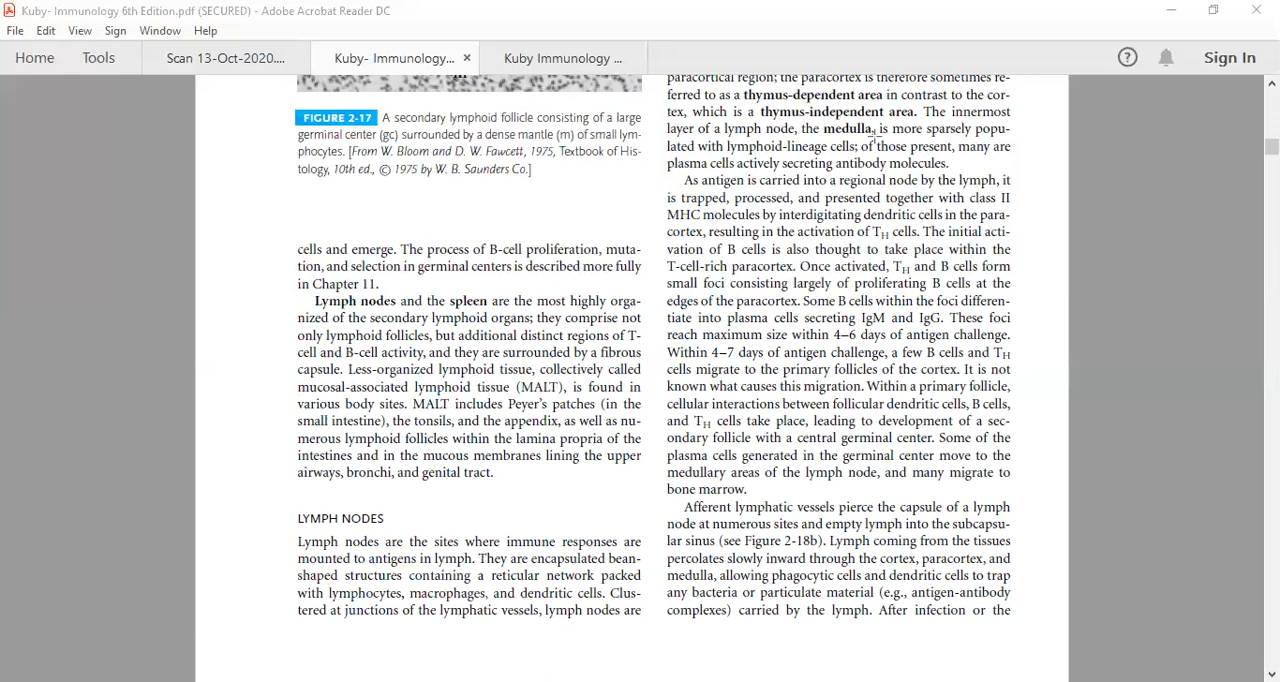 Kuby- Immunology 6th Edition.pdf (SECURED) - Adobe Acrobat Reader DC
File Edit View Sign Window Help
Home Tools Scan 13-Oct-2020.... Kuby- Immunology... × Kuby Immunology ... Sign In
FIGURE 2-17 A secondary lymphoid follicle consisting of a large
germinal center (gc) surrounded by a dense mantle (m) of small lym-
phocytes. [From W. Bloom and D. W. Fawcett, 1975, Textbook of His-
tology, 10th ed., © 1975 by W. B. Saunders Co.]
cells and emerge. The process of B-cell proliferation, muta-
tion, and selection in germinal centers is described more fully
in Chapter 11.
Lymph nodes and the spleen are the most highly orga-
nized of the secondary lymphoid organs; they comprise not
only lymphoid follicles, but additional distinct regions of T-
cell and B-cell activity, and they are surrounded by a fibrous
capsule. Less-organized lymphoid tissue, collectively called
mucosal-associated lymphoid tissue (MALT), is found in
various body sites. MALT includes Peyer's patches (in the
small intestine), the tonsils, and the appendix, as well as nu-
merous lymphoid follicles within the lamina propria of the
intestines and in the mucous membranes lining the upper
airways, bronchi, and genital tract.
LYMPH NODES
Lymph nodes are the sites where immune responses are
mounted to antigens in lymph. They are encapsulated bean-
shaped structures containing a reticular network packed
with lymphocytes, macrophages, and dendritic cells. Clus-
tered at junctions of the lymphatic vessels, lymph nodes are
paracortical region; the paracortex is therefore sometimes re-
ferred to as a thymus-dependent area in contrast to the cor-
tex, which is a thymus-independent area. The innermost
layer of a lymph node, the medulla, is more sparsely popu-
lated with lymphoid-lineage cells; of those present, many are
plasma cells actively secreting antibody molecules.
As antigen is carried into a regional node by the lymph, it
is trapped, processed, and presented together with class II
MHC molecules by interdigitating dendritic cells in the para-
cortex, resulting in the activation of TH cells. The initial acti-
vation of B cells is also thought to take place within the
T-cell-rich paracortex. Once activated, TH and B cells form
small foci consisting largely of proliferating B cells at the
edges of the paracortex. Some B cells within the foci differen-
tiate into plasma cells secreting IgM and IgG. These foci
reach maximum size within 4–6 days of antigen challenge.
Within 4–7 days of antigen challenge, a few B cells and TH
cells migrate to the primary follicles of the cortex. It is not
known what causes this migration. Within a primary follicle,
cellular interactions between follicular dendritic cells, B cells,
and TH cells take place, leading to development of a sec-
ondary follicle with a central germinal center. Some of the
plasma cells generated in the germinal center move to the
medullary areas of the lymph node, and many migrate to
bone marrow.
Afferent lymphatic vessels pierce the capsule of a lymph
node at numerous sites and empty lymph into the subcapsu-
lar sinus (see Figure 2-18b). Lymph coming from the tissues
percolates slowly inward through the cortex, paracortex, and
medulla, allowing phagocytic cells and dendritic cells to trap
any bacteria or particulate material (e.g., antigen-antibody
complexes) carried by the lymph. After infection or the